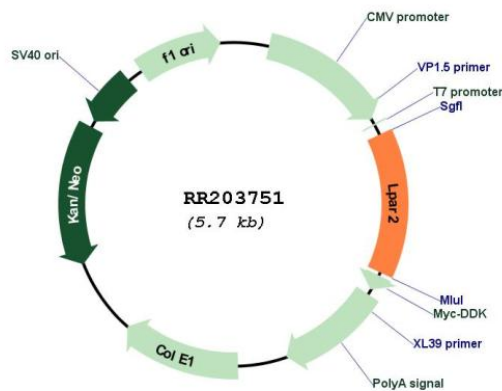 CMV promoter
VP1.5 primer
T7 promoter
SgfI
Lpar 2
MluI
Myc-DDK
XL39 primer
PolyA signal
Col E1
Kan/ Neo
SV40 ori
f1 ori
RR203751
(5.7 kb)